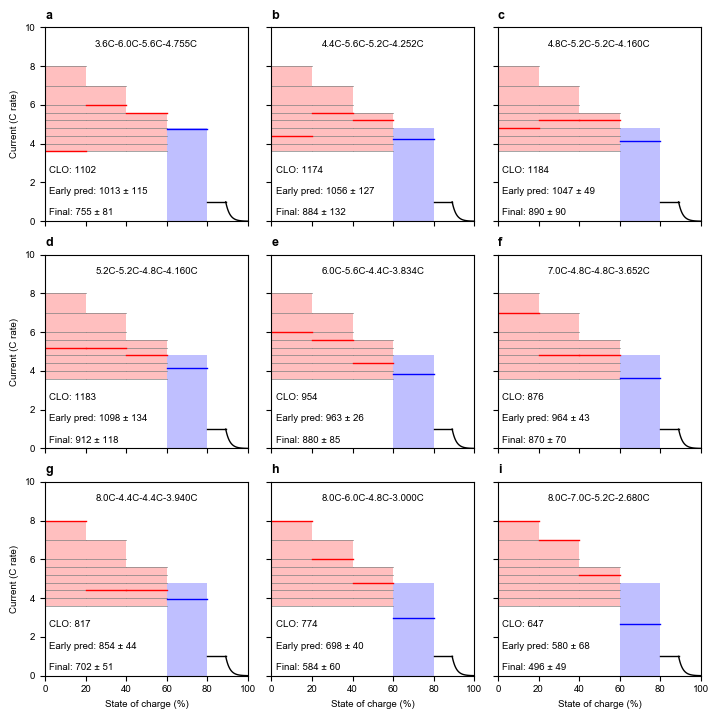 a
b
c
3.6C-6.0C-5.6C-4.755C
4.4C-5.6C-5.2C-4.252C
4.8C-5.2C-5.2C-4.160C
10
8
6
4
2
0
Current (C rate)
CLO: 1102
Early pred: 1013 ± 115
Final: 755 ± 81
CLO: 1174
Early pred: 1056 ± 127
Final: 884 ± 132
CLO: 1184
Early pred: 1047 ± 49
Final: 890 ± 90
d
e
f
5.2C-5.2C-4.8C-4.160C
6.0C-5.6C-4.4C-3.834C
7.0C-4.8C-4.8C-3.652C
10
8
6
4
2
0
Current (C rate)
CLO: 1183
Early pred: 1098 ± 134
Final: 912 ± 118
CLO: 954
Early pred: 963 ± 26
Final: 880 ± 85
CLO: 876
Early pred: 964 ± 43
Final: 870 ± 70
g
h
i
8.0C-4.4C-4.4C-3.940C
8.0C-6.0C-4.8C-3.000C
8.0C-7.0C-5.2C-2.680C
10
8
6
4
2
0
Current (C rate)
CLO: 817
Early pred: 854 ± 44
Final: 702 ± 51
CLO: 774
Early pred: 698 ± 40
Final: 584 ± 60
CLO: 647
Early pred: 580 ± 68
Final: 496 ± 49
0 20 40 60 80 100
0 20 40 60 80 100
0 20 40 60 80 100
State of charge (%)
State of charge (%)
State of charge (%)